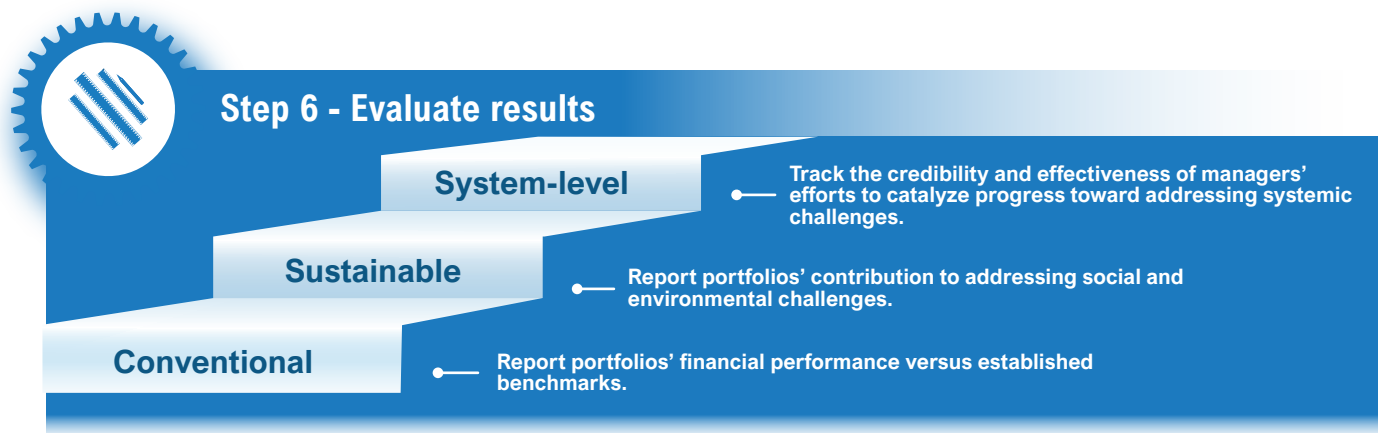 Step 6 - Evaluate results
System-level
Track the credibility and effectiveness of managers’
efforts to catalyze progress toward addressing systemic
challenges.
Sustainable
Report portfolios’ contribution to addressing social and
environmental challenges.
Conventional
Report portfolios’ financial performance versus established
benchmarks.